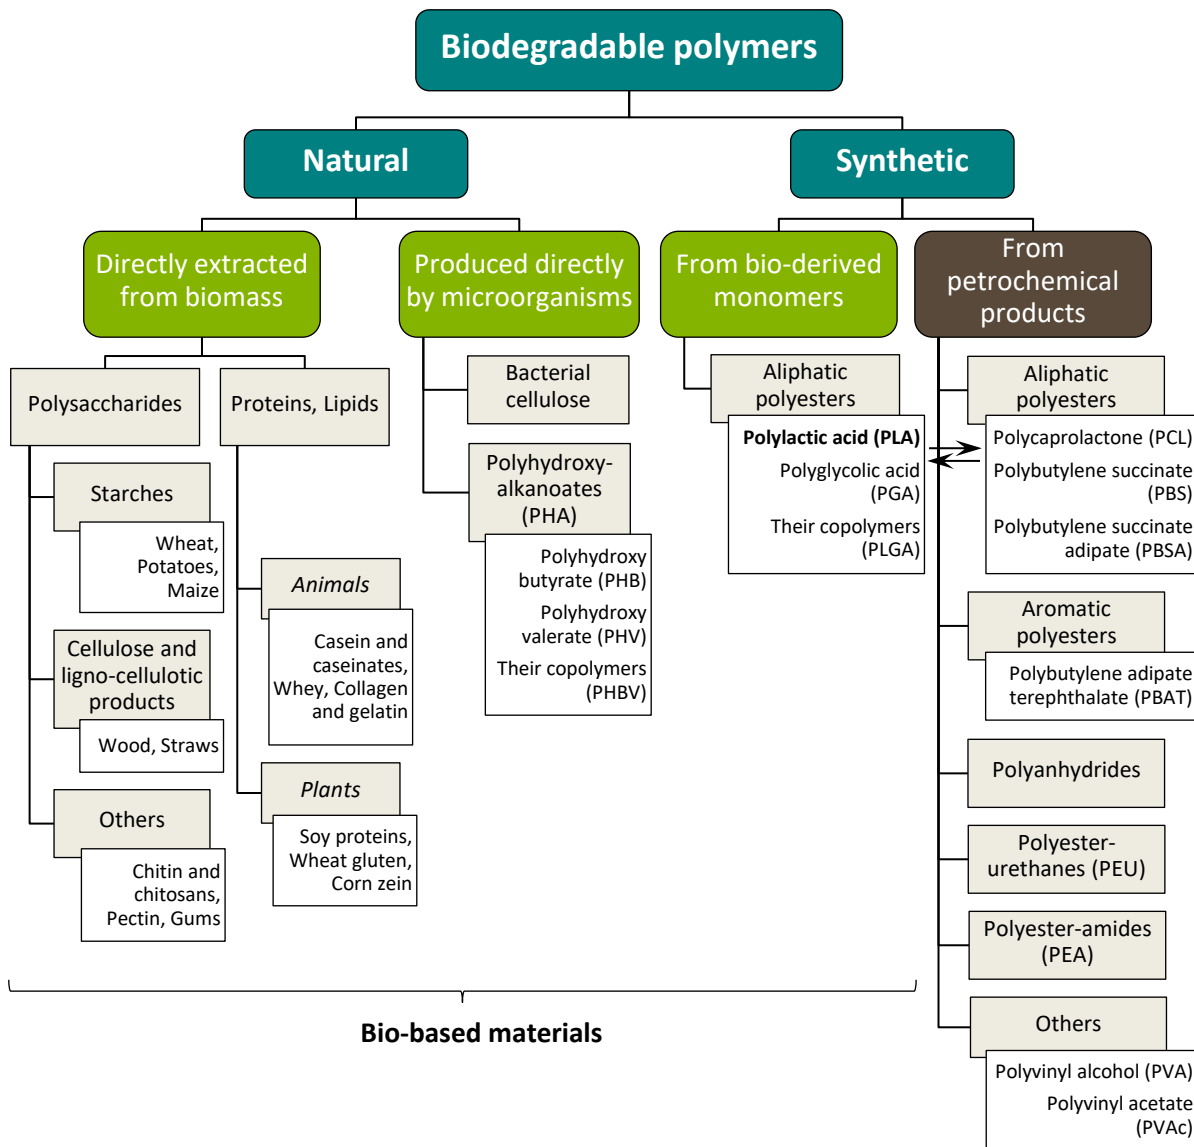 Biodegradable polymers
Natural
Synthetic
Directly extracted
from biomass
Produced directly
by microorganisms
From bio-derived
monomers
From
petrochemical
products
Polysaccharides
Proteins, Lipids
Starches
Wheat,
Potatoes,
Maize
Cellulose and
ligno-cellulotic
products
Wood, Straws
Others
Chitin and
chitosans,
Pectin, Gums
Animals
Casein and
caseinates,
Whey, Collagen
and gelatin
Plants
Soy proteins,
Wheat gluten,
Corn zein
Bacterial
cellulose
Polyhydroxy-
alkanoates
(PHA)
Polyhydroxy
butyrate (PHB)
Polyhydroxy
valerate (PHV)
Their copolymers
(PHBV)
Aliphatic
polyesters
Polylactic acid (PLA)
Polyglycolic acid
(PGA)
Their copolymers
(PLGA)
Aliphatic
polyesters
Polycaprolactone (PCL)
Polybutylene succinate
(PBS)
Polybutylene succinate
adipate (PBSA)
Aromatic
polyesters
Polybutylene adipate
terephthalate (PBAT)
Polyanhydrides
Polyester-
urethanes (PEU)
Polyester-amides
(PEA)
Others
Polyvinyl alcohol (PVA)
Polyvinyl acetate
(PVAc)
Bio-based materials